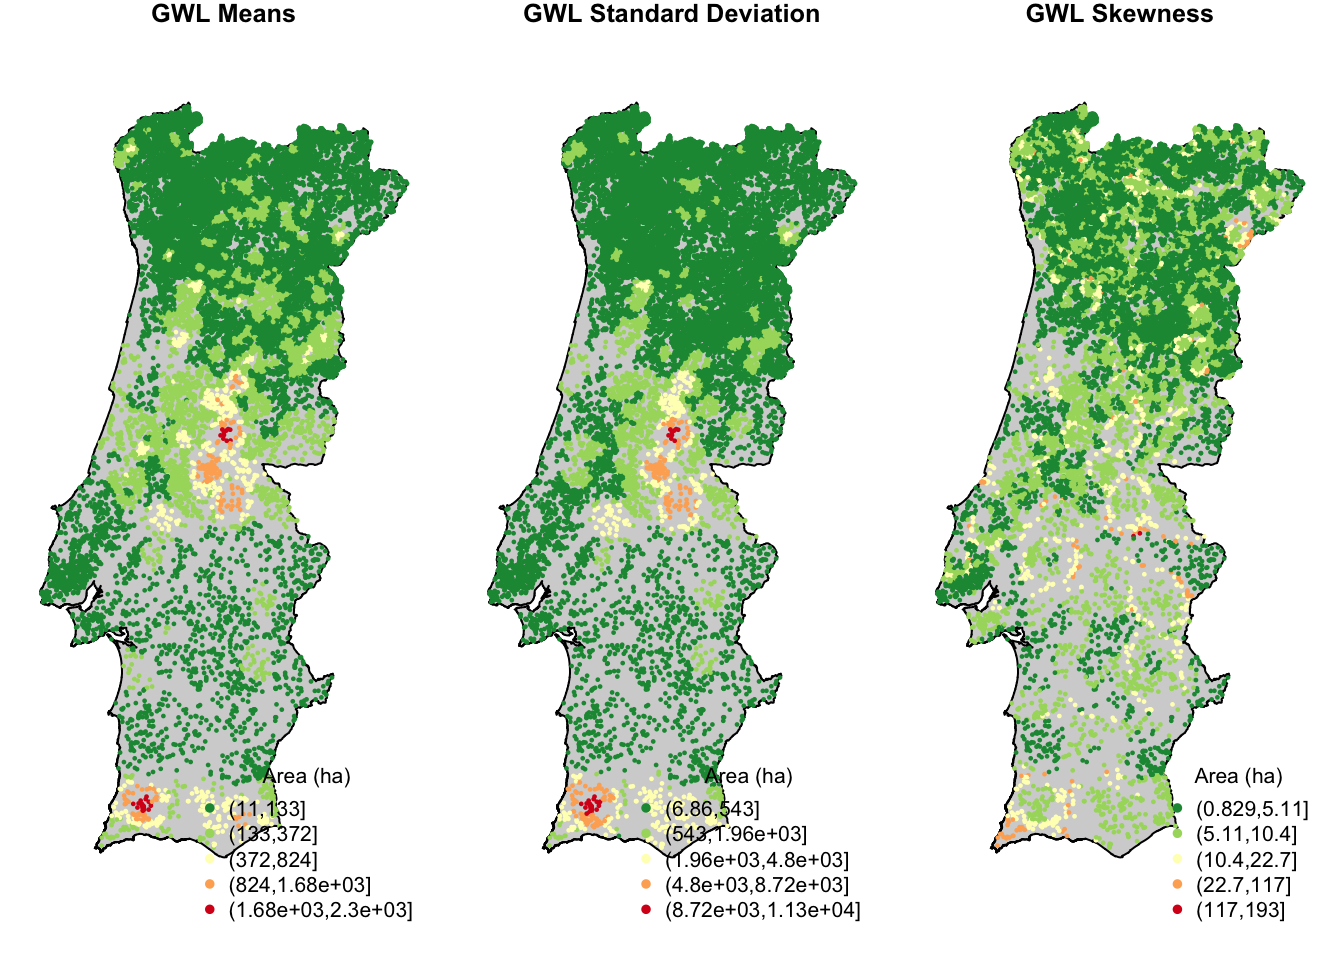 GWL Means
GWL Standard Deviation
GWL Skewness
Area (ha)
(11,133]
(133,372]
(372,824]
(824,1.68e+03]
(1.68e+03,2.3e+03]
Area (ha)
(6.86,543]
(543,1.96e+03]
(1.96e+03,4.8e+03]
(4.8e+03,8.72e+03]
(8.72e+03,1.13e+04]
Area (ha)
(0.829,5.11]
(5.11,10.4]
(10.4,22.7]
(22.7,117]
(117,193]